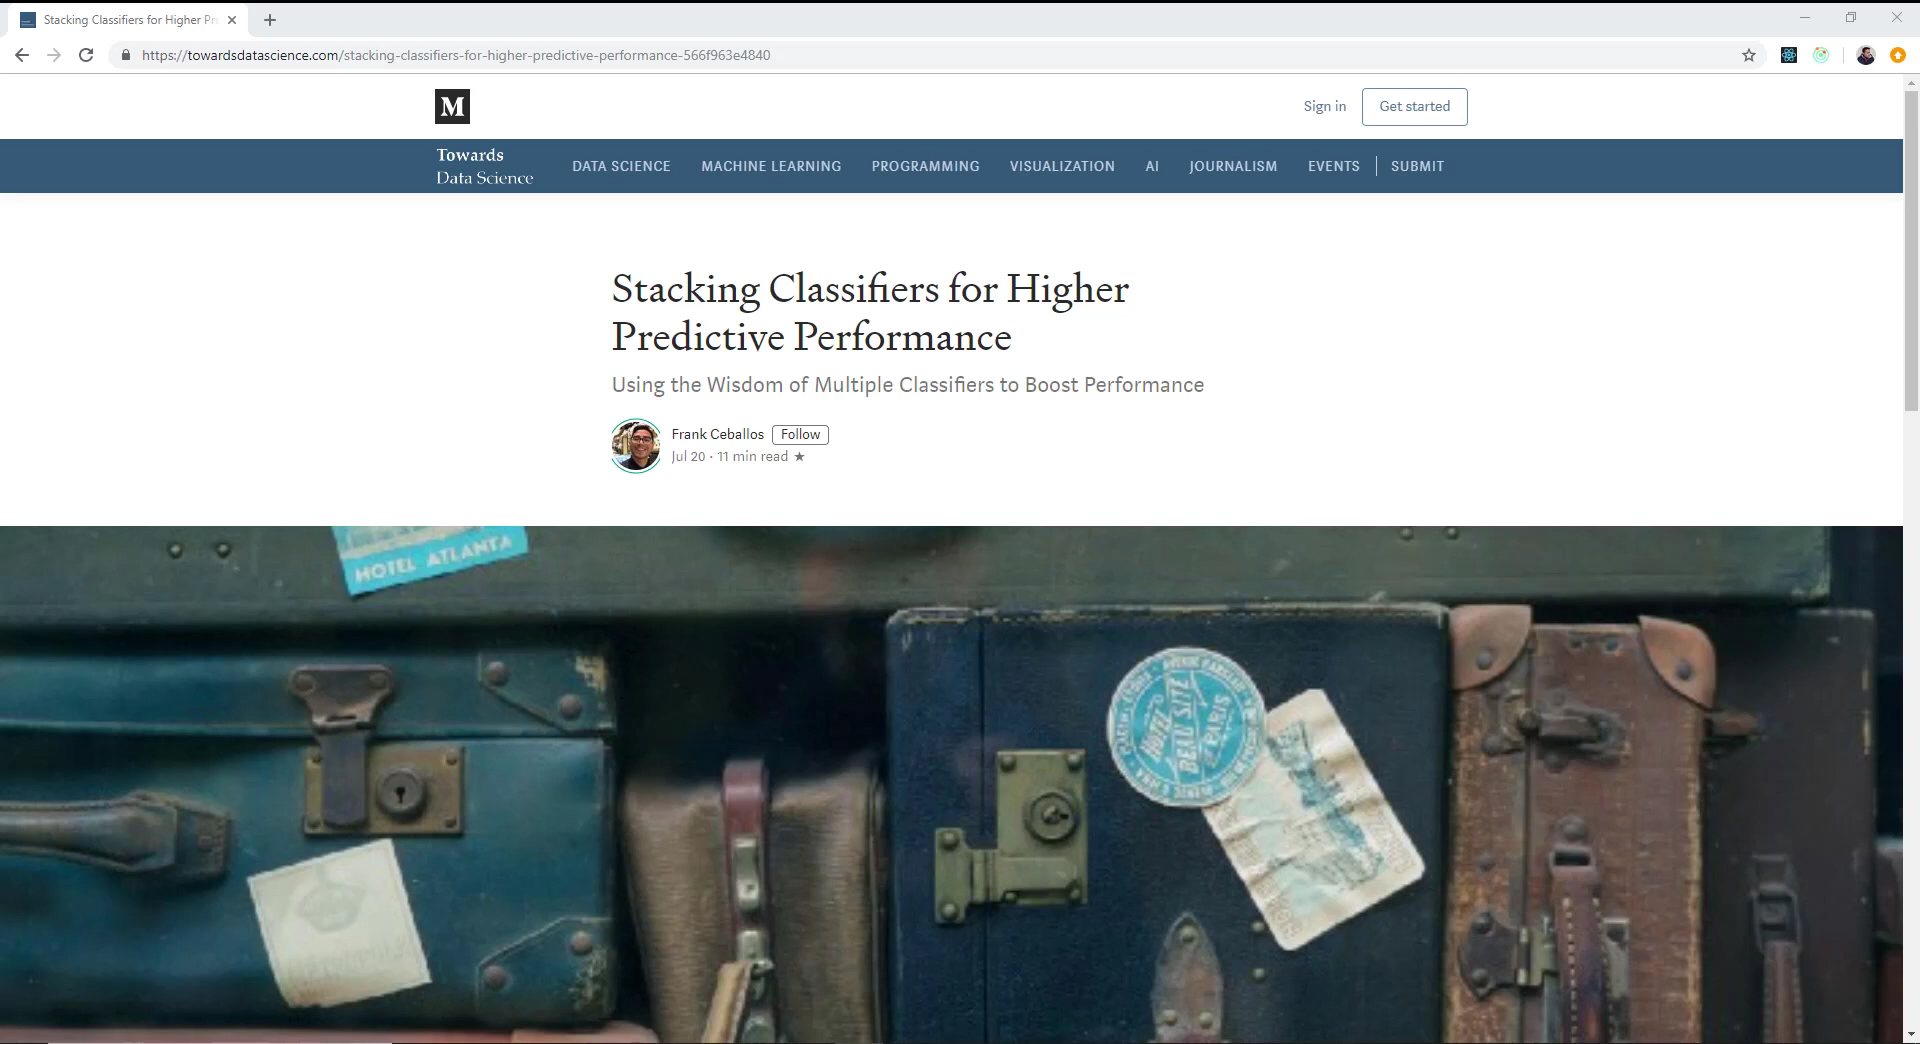 Stacking Classifiers for Higher Pr
https://towardsdatascience.com/stacking-classifiers-for-higher-predictive-performance-566f963e4840
M
Sign in
Get started
Towards
Data Science
DATA SCIENCE
MACHINE LEARNING
PROGRAMMING
VISUALIZATION
AI
JOURNALISM
EVENTS
SUBMIT
Stacking Classifiers for Higher
Predictive Performance
Using the Wisdom of Multiple Classifiers to Boost Performance
Frank Ceballos
Follow
Jul 20 · 11 min read ★
HOTEL ATLANTA
HOTEL
BEAU SITE
PARIS